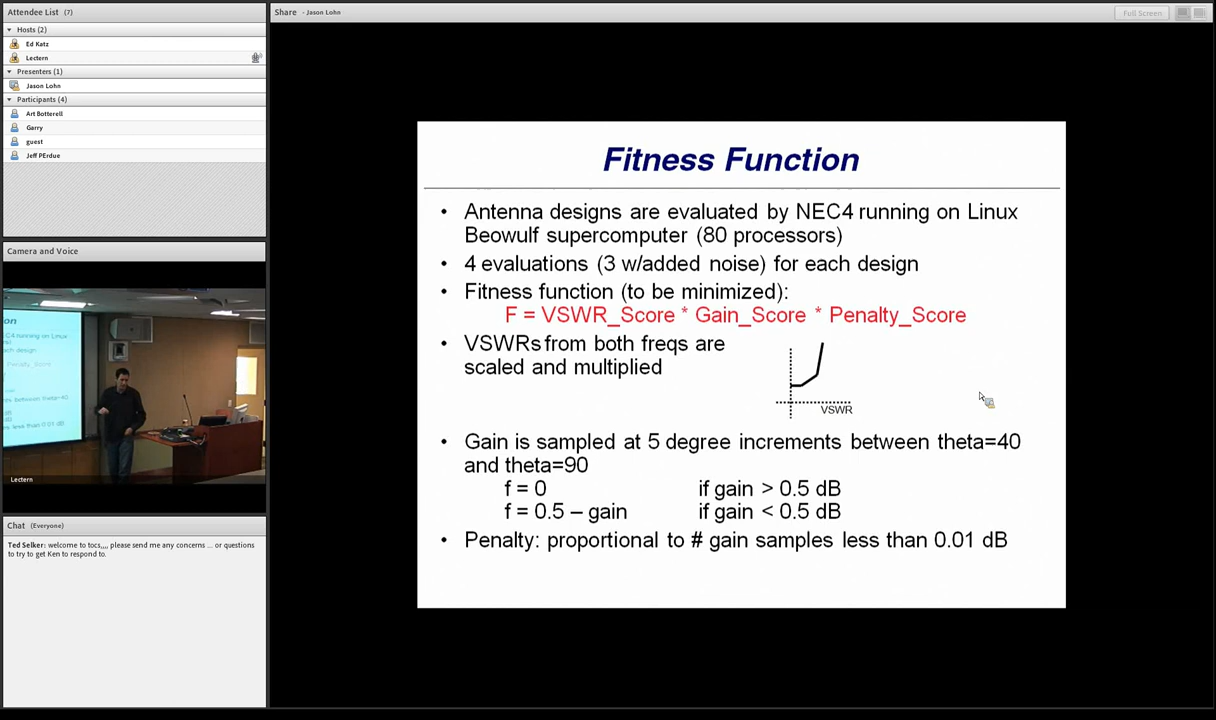 Attendee List (7)
Hosts (2)
Ed Katz
Lectern
Presenters (1)
Jason Lohn
Participants (4)
Art Botterell
Garry
guest
Jeff PErdue
Camera and Voice
Lectern
Chat (Everyone)
Ted Selker: welcome to tocs,,,, please send me any concerns ... or questions
to try to get Ken to respond to.
Share - Jason Lohn
Full Screen
Fitness Function
• Antenna designs are evaluated by NEC4 running on Linux
Beowulf supercomputer (80 processors)
• 4 evaluations (3 w/added noise) for each design
• Fitness function (to be minimized):
F = VSWR_Score * Gain_Score * Penalty_Score
• VSWRs from both freqs are
scaled and multiplied
VSWR
• Gain is sampled at 5 degree increments between theta=40
and theta=90
f = 0 if gain > 0.5 dB
f = 0.5 – gain if gain < 0.5 dB
• Penalty: proportional to # gain samples less than 0.01 dB